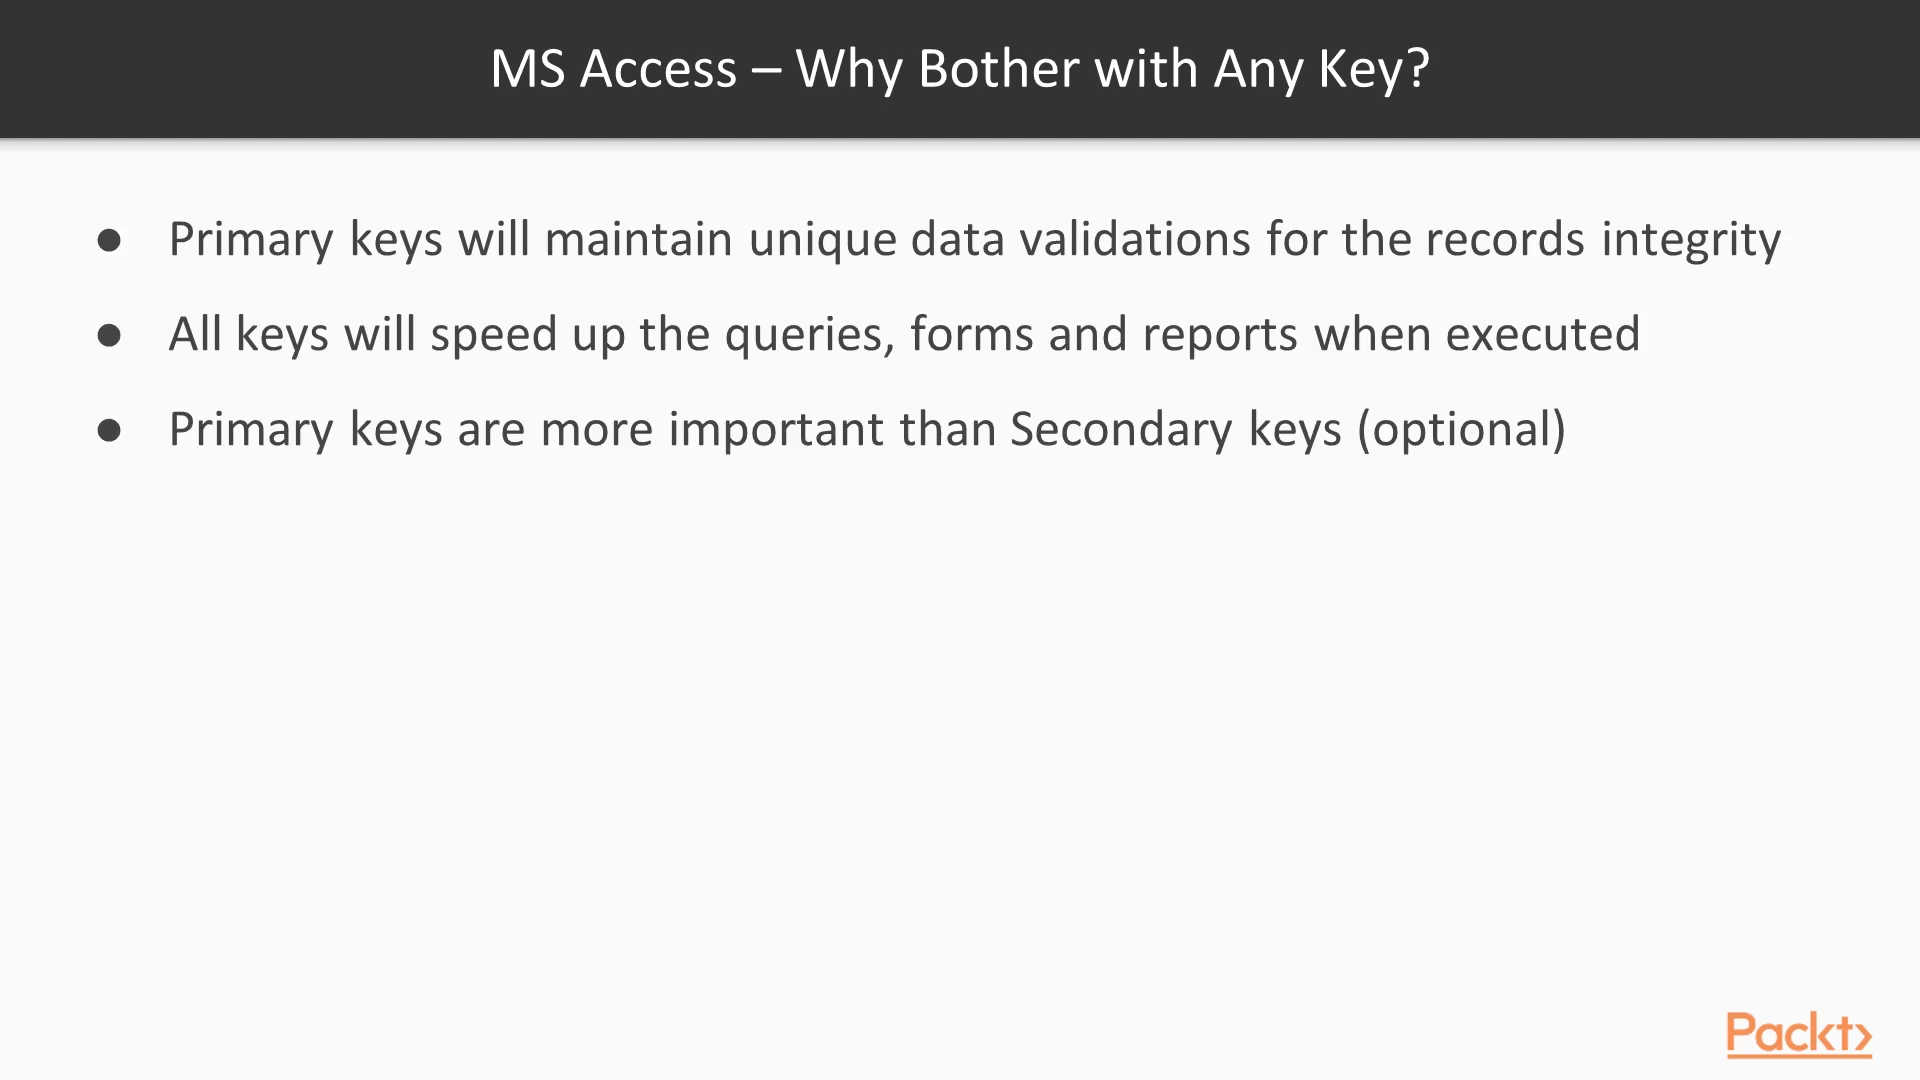 MS Access – Why Bother with Any Key?
● Primary keys will maintain unique data validations for the records integrity
● All keys will speed up the queries, forms and reports when executed
● Primary keys are more important than Secondary keys (optional)
Packt>